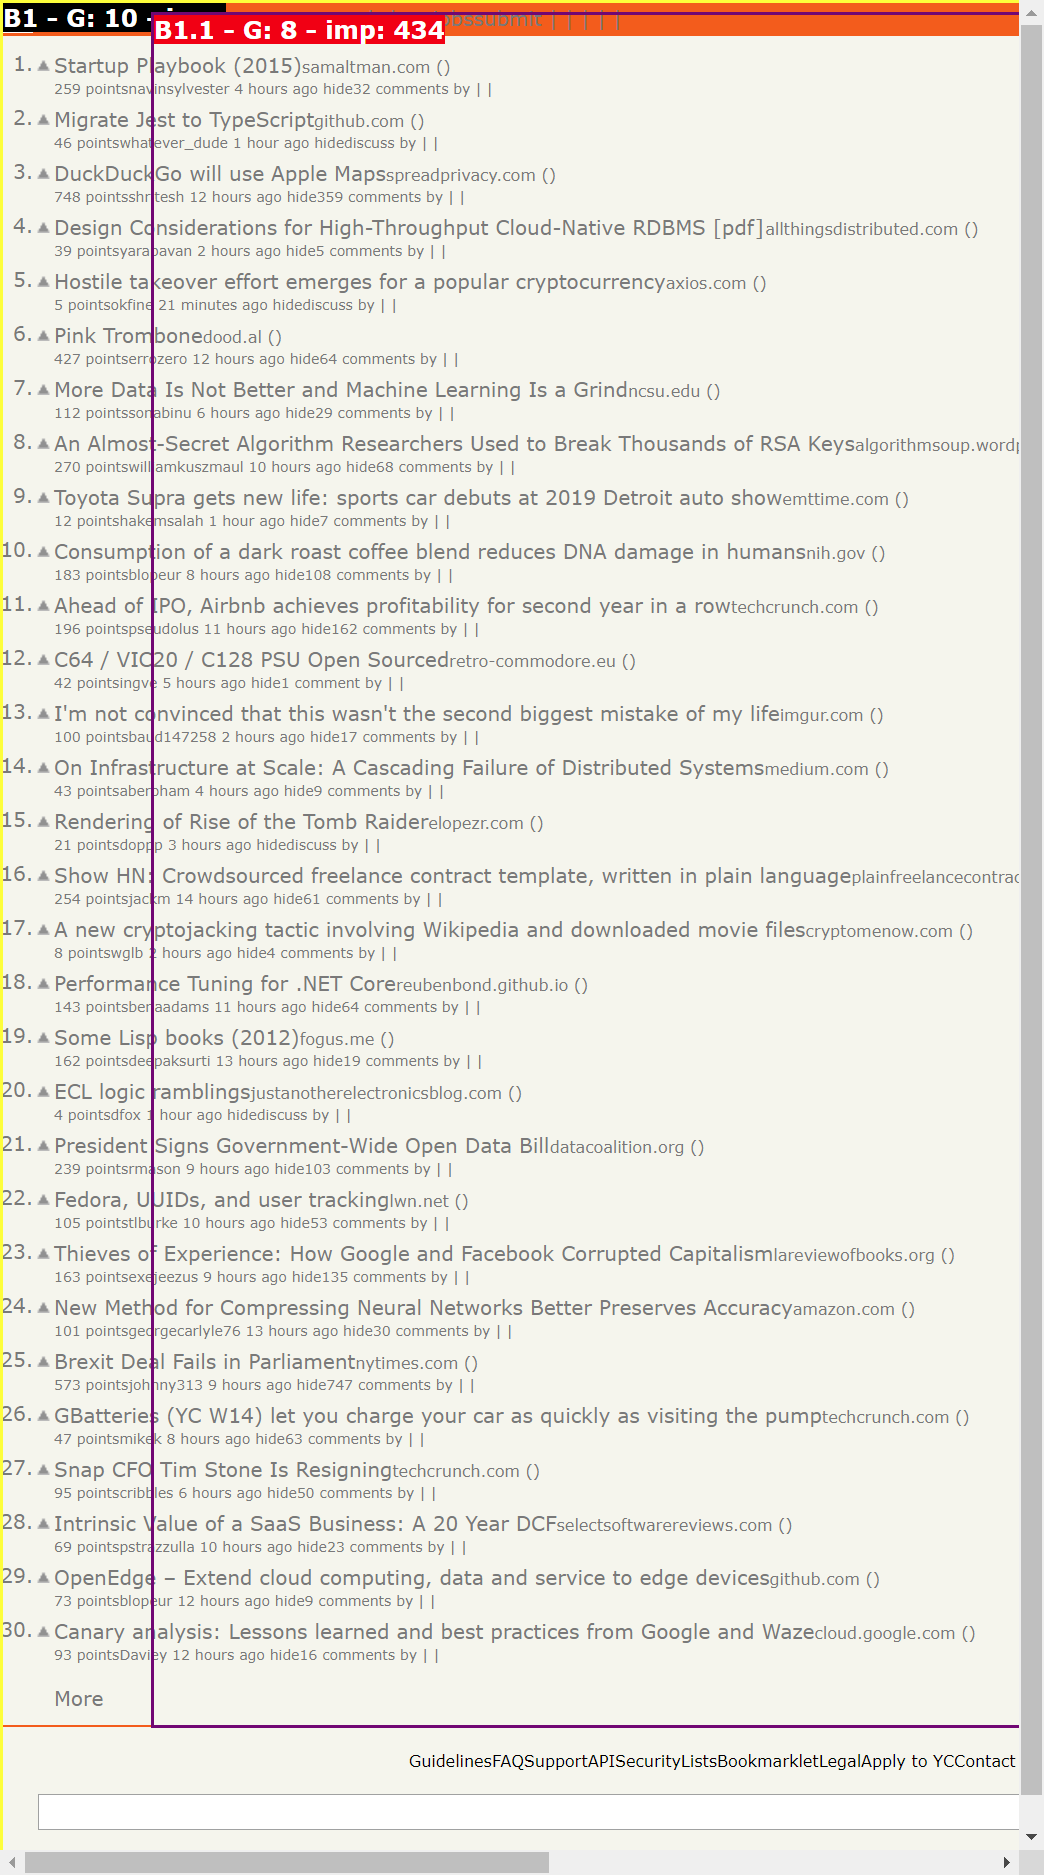 B1 - G: 10 -
submit | | | | |
B1.1 - G: 8 - imp: 434
1. Startup Playbook (2015)samaltman.com ()
259 pointsnavinsylvester 4 hours ago hide32 comments by | |
2. Migrate Jest to TypeScriptgithub.com ()
46 pointswhatever_dude 1 hour ago hidediscuss by | |
3. DuckDuckGo will use Apple Mapsspreadprivacy.com ()
748 pointsshritesh 12 hours ago hide359 comments by | |
4. Design Considerations for High-Throughput Cloud-Native RDBMS [pdf]allthingsdistributed.com ()
39 pointsyarapavan 2 hours ago hide5 comments by | |
5. Hostile takeover effort emerges for a popular cryptocurrencyaxios.com ()
5 pointsokfine 21 minutes ago hidediscuss by | |
6. Pink Trombonedood.al ()
427 pointserrozero 12 hours ago hide64 comments by | |
7. More Data Is Not Better and Machine Learning Is a Grindncsu.edu ()
112 pointssonabinu 6 hours ago hide29 comments by | |
8. An Almost-Secret Algorithm Researchers Used to Break Thousands of RSA Keysalgorithmsoup.wordp
270 pointswilliamkuszmaul 10 hours ago hide68 comments by | |
9. Toyota Supra gets new life: sports car debuts at 2019 Detroit auto showemttime.com ()
12 pointshakemsalah 1 hour ago hide7 comments by | |
10. Consumption of a dark roast coffee blend reduces DNA damage in humansnih.gov ()
183 pointsblopeur 8 hours ago hide108 comments by | |
11. Ahead of IPO, Airbnb achieves profitability for second year in a rowtechcrunch.com ()
196 pointspseudolus 11 hours ago hide162 comments by | |
12. C64 / VIC20 / C128 PSU Open Sourcedretro-commodore.eu ()
42 pointsingve 5 hours ago hide1 comment by | |
13. I'm not convinced that this wasn't the second biggest mistake of my lifeimgur.com ()
100 pointsbaud147258 2 hours ago hide17 comments by | |
14. On Infrastructure at Scale: A Cascading Failure of Distributed Systemsmedium.com ()
43 pointsaberoham 4 hours ago hide9 comments by | |
15. Rendering of Rise of the Tomb Raiderelopezr.com ()
21 pointsdoppp 3 hours ago hidediscuss by | |
16. Show HN: Crowdsourced freelance contract template, written in plain languageplainfreelancecontrac
254 pointsjackm 14 hours ago hide61 comments by | |
17. A new cryptojacking tactic involving Wikipedia and downloaded movie filescryptomenow.com ()
8 pointswglb 2 hours ago hide4 comments by | |
18. Performance Tuning for .NET Corereubenbond.github.io ()
143 pointsbenaadams 11 hours ago hide64 comments by | |
19. Some Lisp books (2012)fogus.me ()
162 pointsdeepaksurti 13 hours ago hide19 comments by | |
20. ECL logic ramblingsjustanotherelectronicsblog.com ()
4 pointsdfox 1 hour ago hidediscuss by | |
21. President Signs Government-Wide Open Data Billdatacoalition.org ()
239 pointsrmason 9 hours ago hide103 comments by | |
22. Fedora, UUIDs, and user trackinglwn.net ()
105 pointstlburke 10 hours ago hide53 comments by | |
23. Thieves of Experience: How Google and Facebook Corrupted Capitalismlareviewofbooks.org ()
163 pointsexejeezus 9 hours ago hide135 comments by | |
24. New Method for Compressing Neural Networks Better Preserves Accuracyamazon.com ()
101 pointsgeorgecarlyle76 13 hours ago hide30 comments by | |
25. Brexit Deal Fails in Parliamentnytimes.com ()
573 pointsjohnny313 9 hours ago hide747 comments by | |
26. GBatteries (YC W14) let you charge your car as quickly as visiting the pumptechcrunch.com ()
47 pointsmikek 8 hours ago hide63 comments by | |
27. Snap CFO Tim Stone Is Resigningtechcrunch.com ()
95 pointscribbles 6 hours ago hide50 comments by | |
28. Intrinsic Value of a SaaS Business: A 20 Year DCFselectsoftwarereviews.com ()
69 pointspstrazzulla 10 hours ago hide23 comments by | |
29. OpenEdge – Extend cloud computing, data and service to edge devicesgithub.com ()
73 pointsblopeur 12 hours ago hide9 comments by | |
30. Canary analysis: Lessons learned and best practices from Google and Wazecloud.google.com ()
93 pointsDaviey 12 hours ago hide16 comments by | |
More
GuidelinesFAQSupportAPISecurityListsBookmarkletLegalApply to YCContact